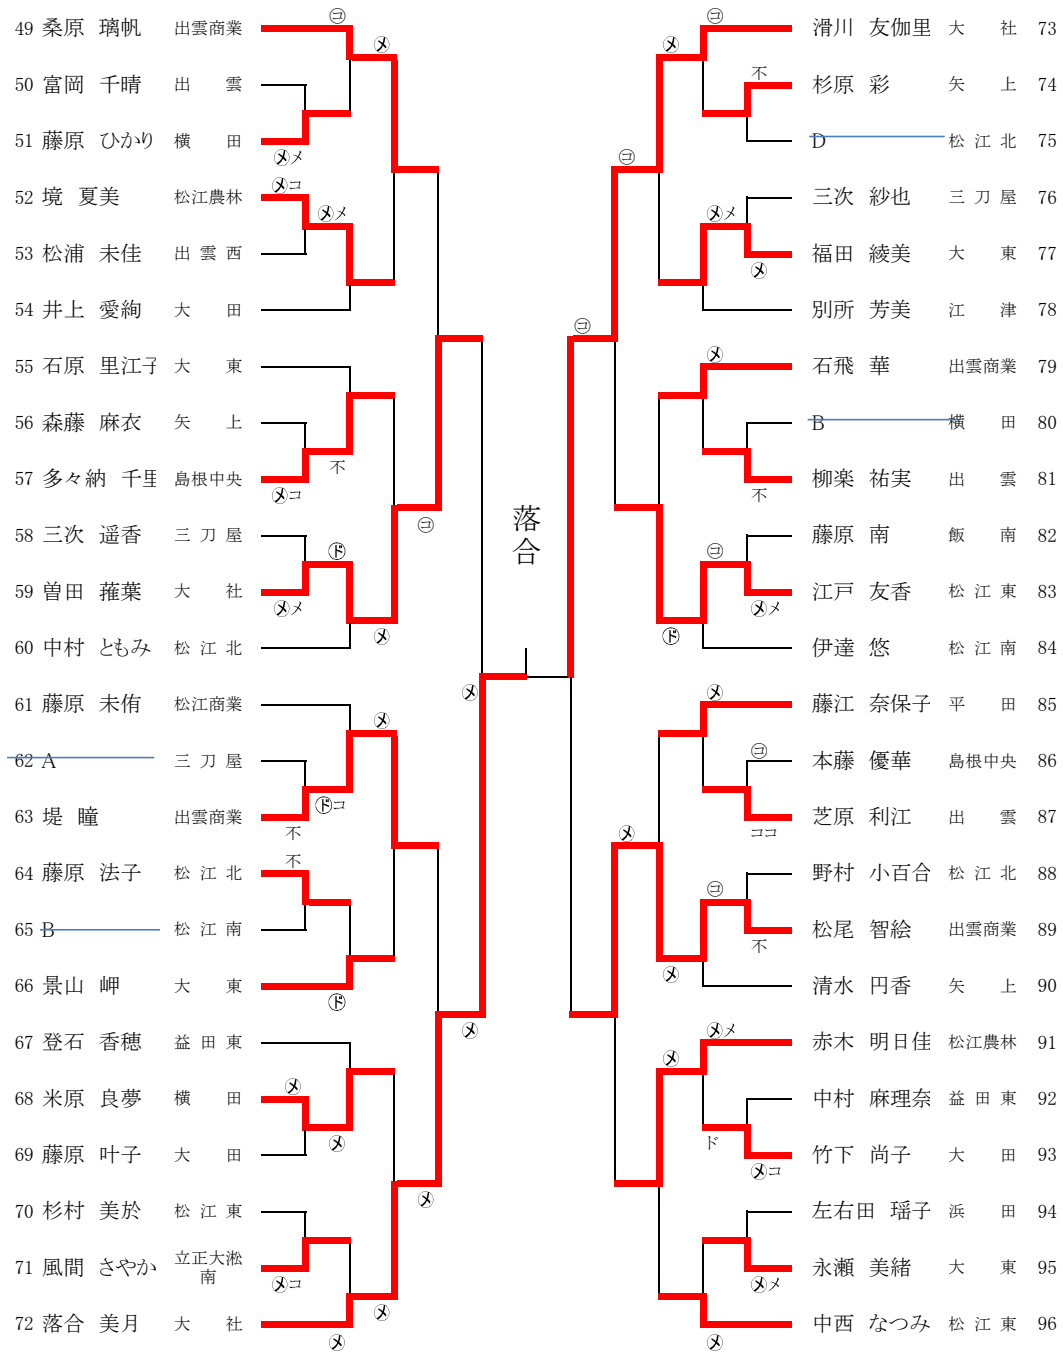 49 桑原 璃帆 出雲商業
50 富岡 千晴 出雲
51 藤原 ひかり 横田
52 境 夏美 松江農林
53 松浦 未佳 出雲西
54 井上 愛絢 大田
55 石原 里江子 大東
56 森藤 麻衣 矢上
57 多々納 千里 島根中央
58 三次 遥香 三刀屋
59 曽田 蓷葉 大社
60 中村 ともみ 松江北
61 藤原 未侑 松江商業
62 A 三刀屋
63 堤 瞳 出雲商業
64 藤原 法子 松江北
65 B 松江南
66 景山 岬 大東
67 登石 香穂 益田東
68 米原 良夢 横田
69 藤原 叶子 大田
70 杉村 美於 松江東
71 風間 さやか 立正大淞南
72 落合 美月 大社
落合
滑川 友伽里 大社 73
杉原 彩 矢上 74
D 松江北 75
三次 紗也 三刀屋 76
福田 綾美 大東 77
別所 芳美 江津 78
石飛 華 出雲商業 79
B 横田 80
柳楽 祐実 出雲 81
藤原 南 飯南 82
江戸 友香 松江東 83
伊達 悠 松江南 84
藤江 奈保子 平田 85
本藤 優華 島根中央 86
芝原 利江 出雲 87
野村 小百合 松江北 88
松尾 智絵 出雲商業 89
清水 円香 矢上 90
赤木 明日佳 松江農林 91
中村 麻理奈 益田東 92
竹下 尚子 大田 93
左右田 瑶子 浜田 94
永瀬 美緒 大東 95
中西 なつみ 松江東 96